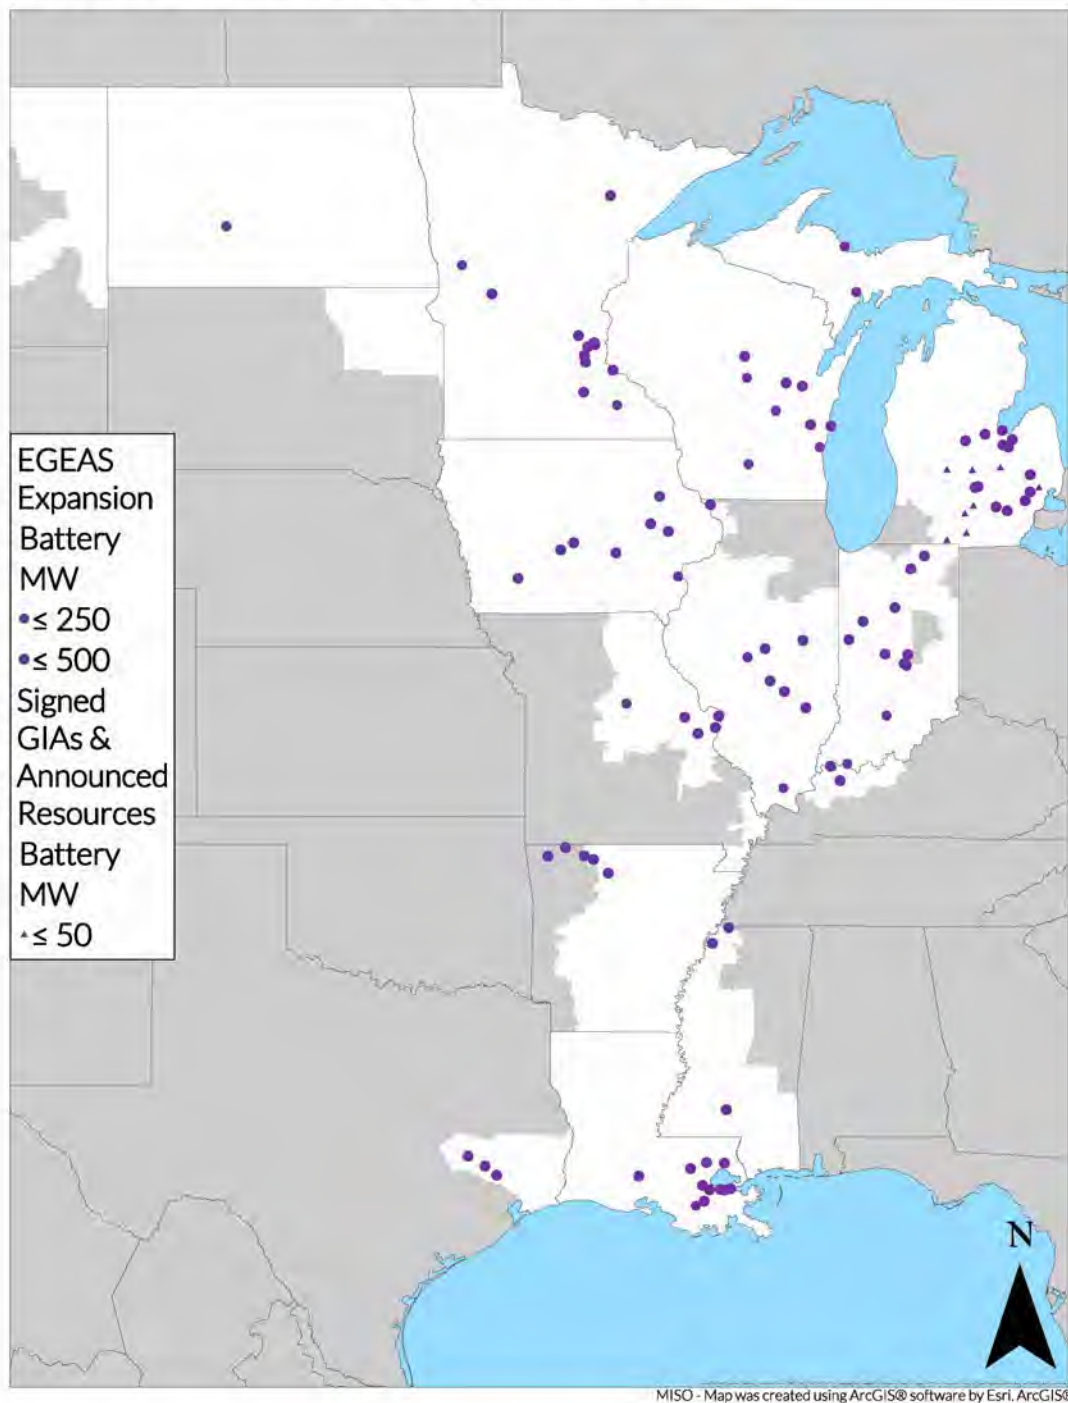 EGEAS
Expansion
Battery
MW
≤ 250
≤ 500
Signed
GIAs &
Announced
Resources
Battery
MW
≤ 50
N
MISO - Map was created using ArcGIS® software by Esri. ArcGIS®